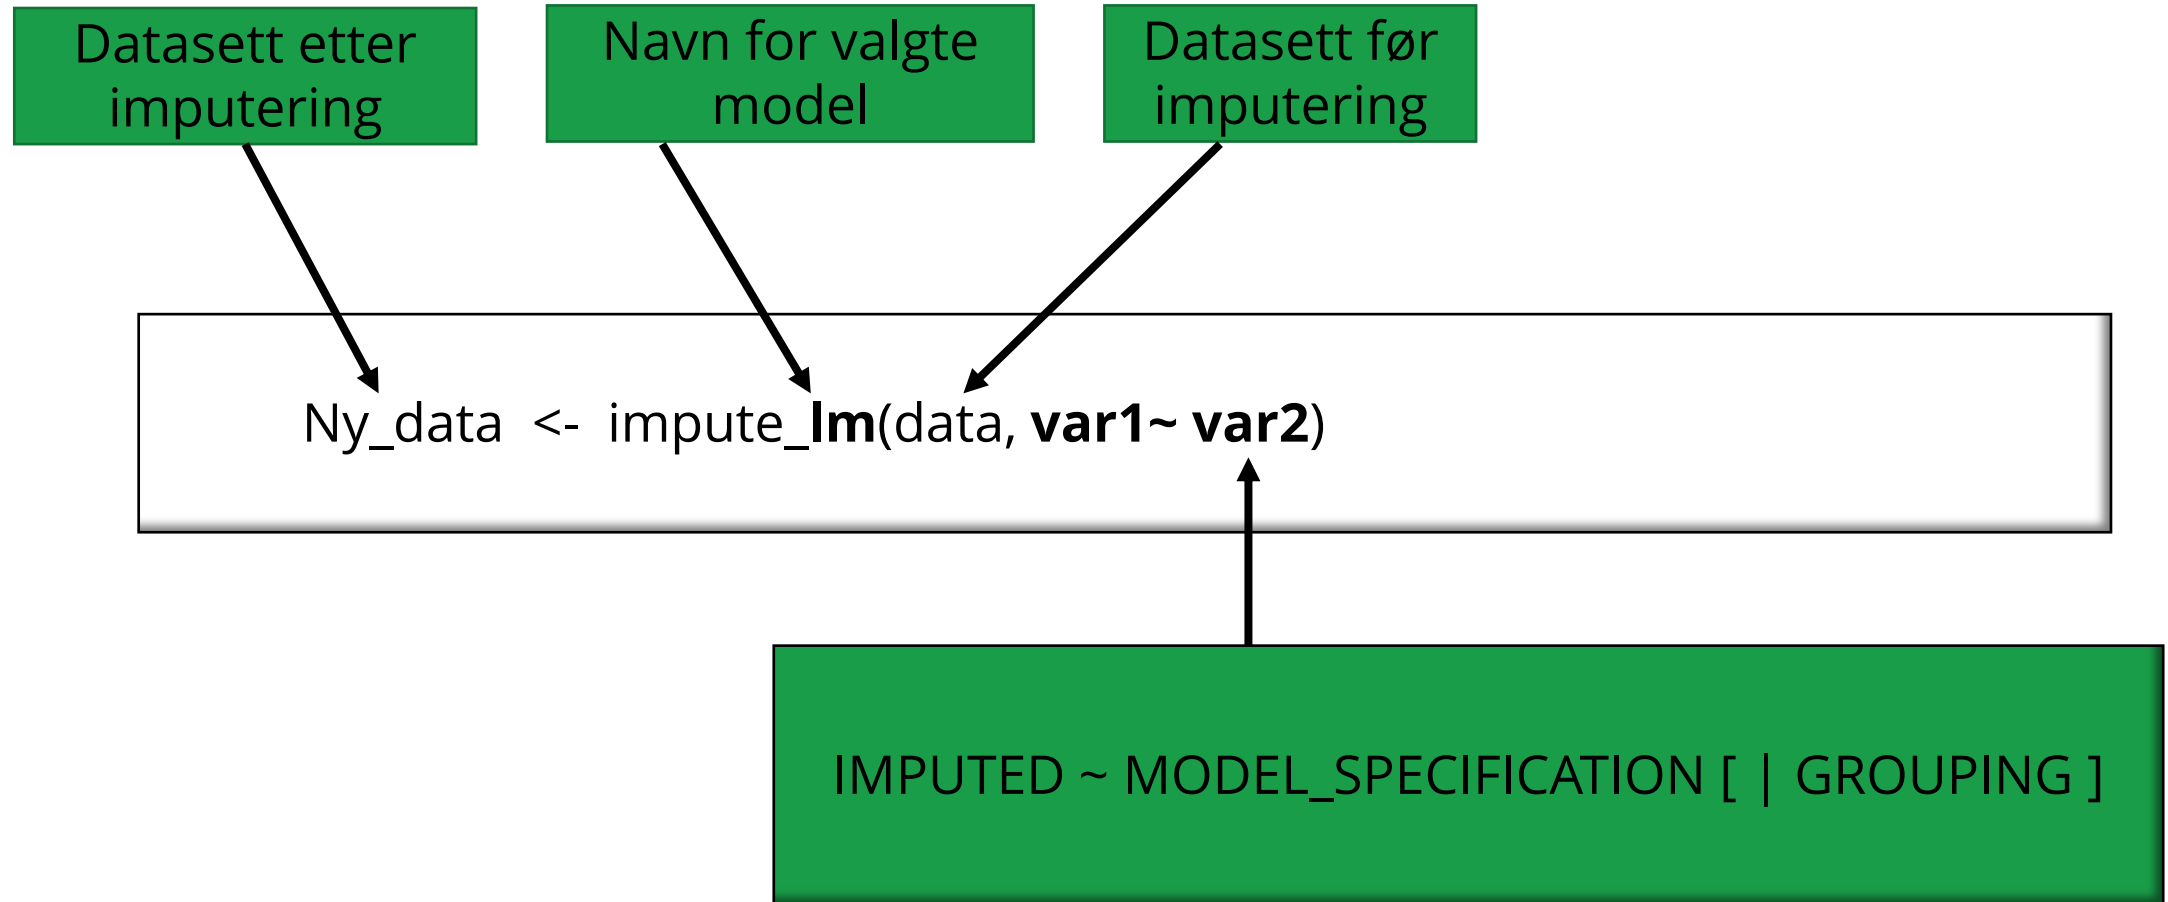 Datasett etter
imputering
Navn for valgte
model
Datasett før
imputering
Ny_data <- impute_lm(data, var1~ var2)
IMPUTED ~ MODEL_SPECIFICATION [ | GROUPING ]